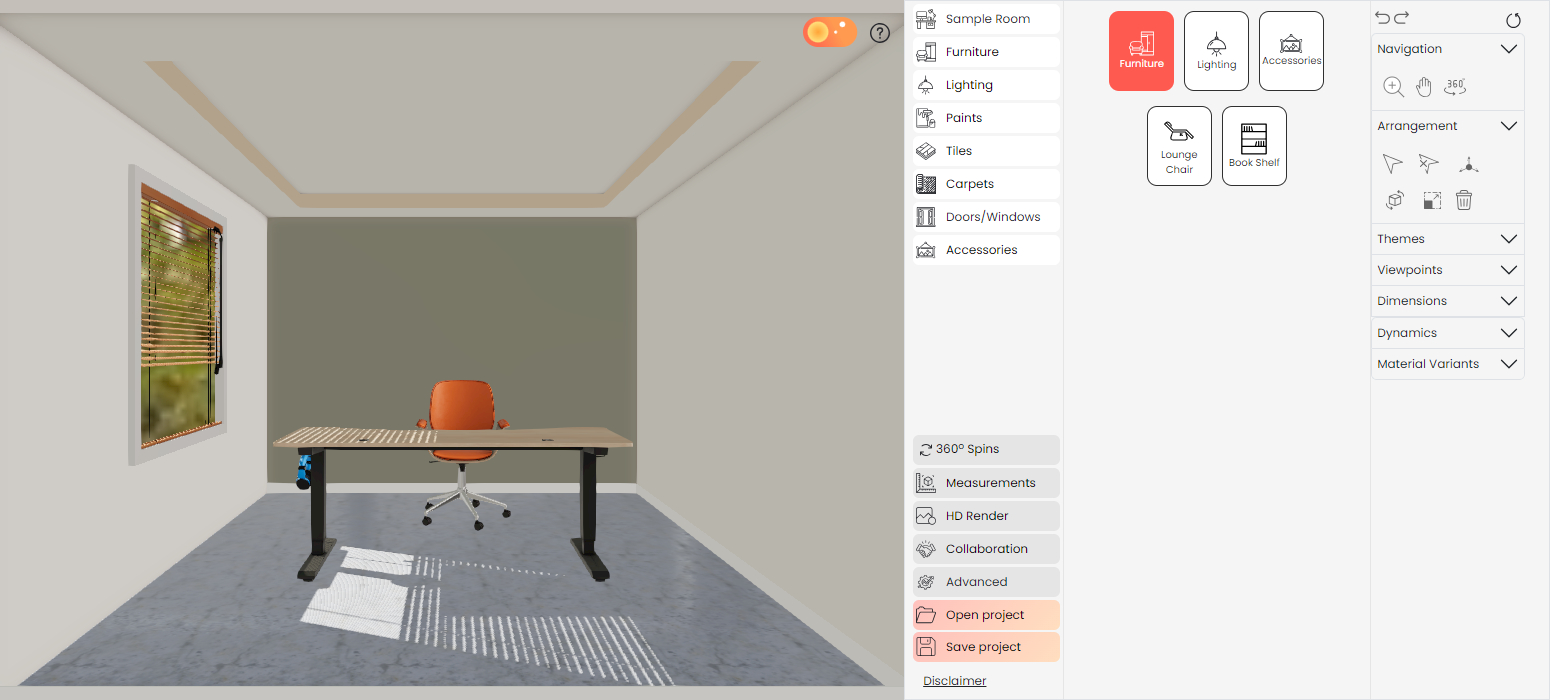 ?
Sample Room
Furniture
Lighting
Paints
Tiles
Carpets
Doors/Windows
Accessories
360° Spins
Measurements
HD Render
Collaboration
Advanced
Open project
Save project
Disclaimer
Furniture
Lighting
Accessories
Lounge
Chair
Book Shelf
Navigation
360°
Arrangement
Themes
Viewpoints
Dimensions
Dynamics
Material Variants